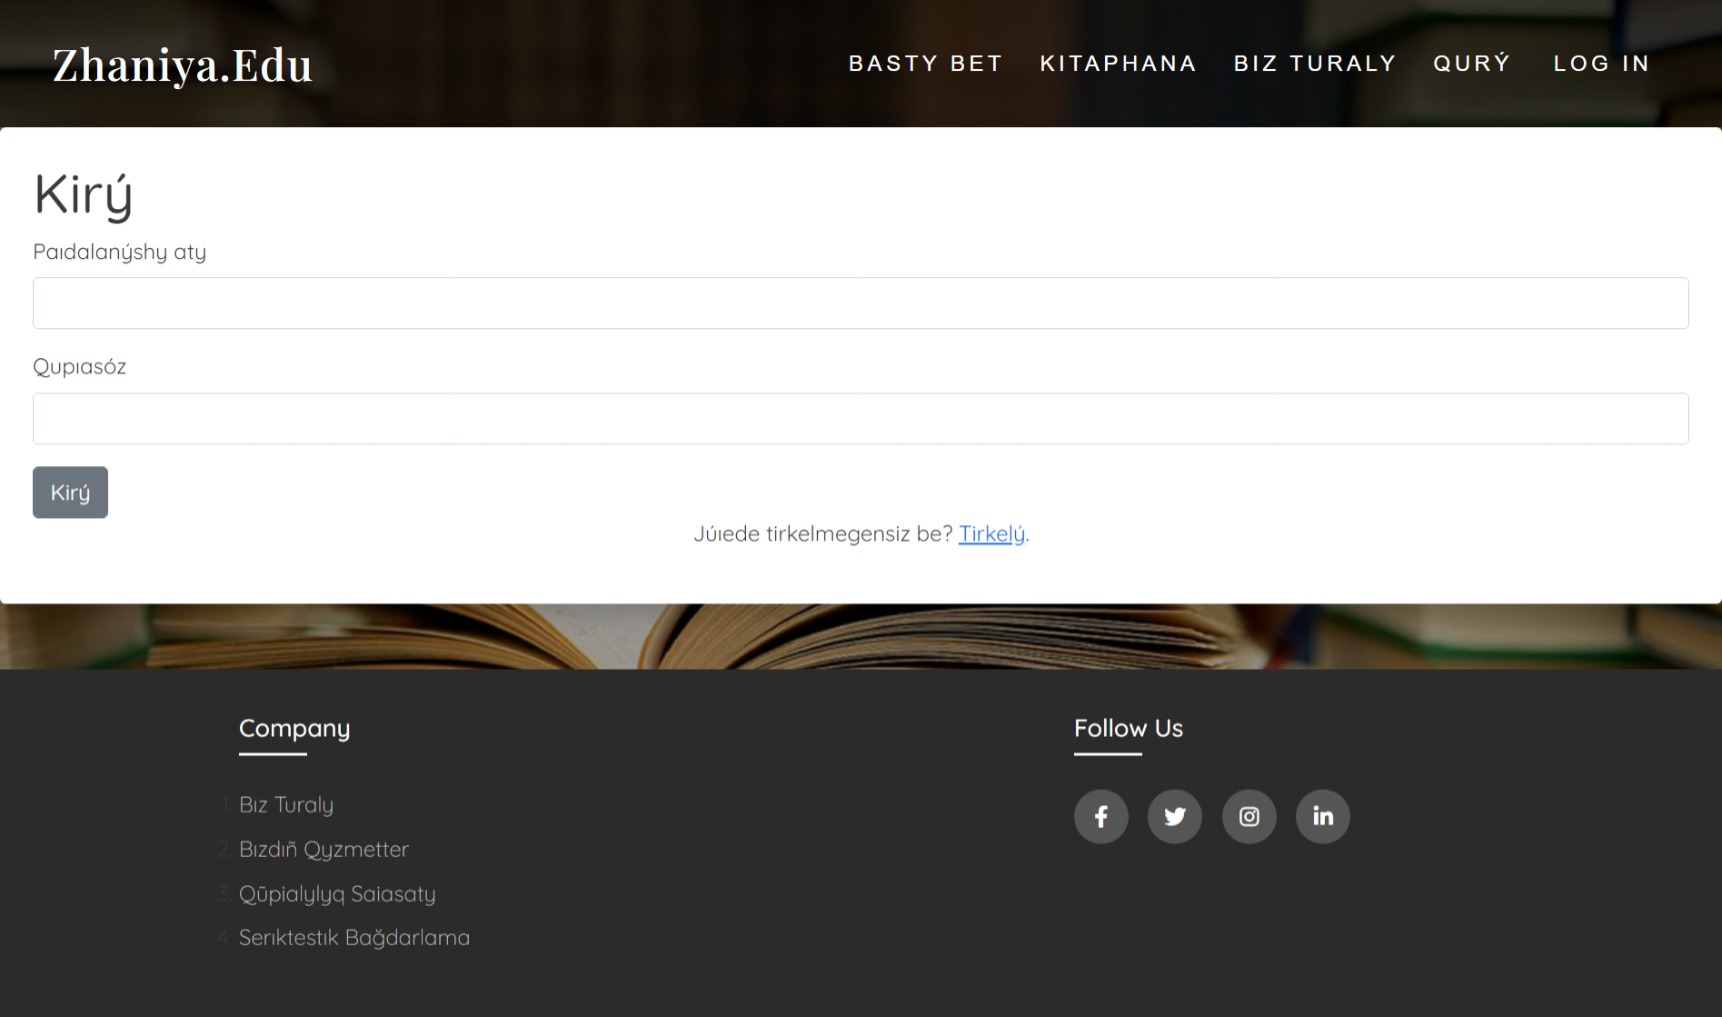 Zhaniya.Edu
BASTY BET KITAPHANA BIZ TURALY QURÝ LOG IN
Kirý
Paıdalanýshy aty
Qupıasóz
Kirý
Júıede tirkelmegensiz be? Tirkelý.
Company
1. Bız Turaly
2. Bızdıñ Qyzmetter
3. Qūpialylyq Saiasaty
4. Serıktestık Bağdarlama
Follow Us